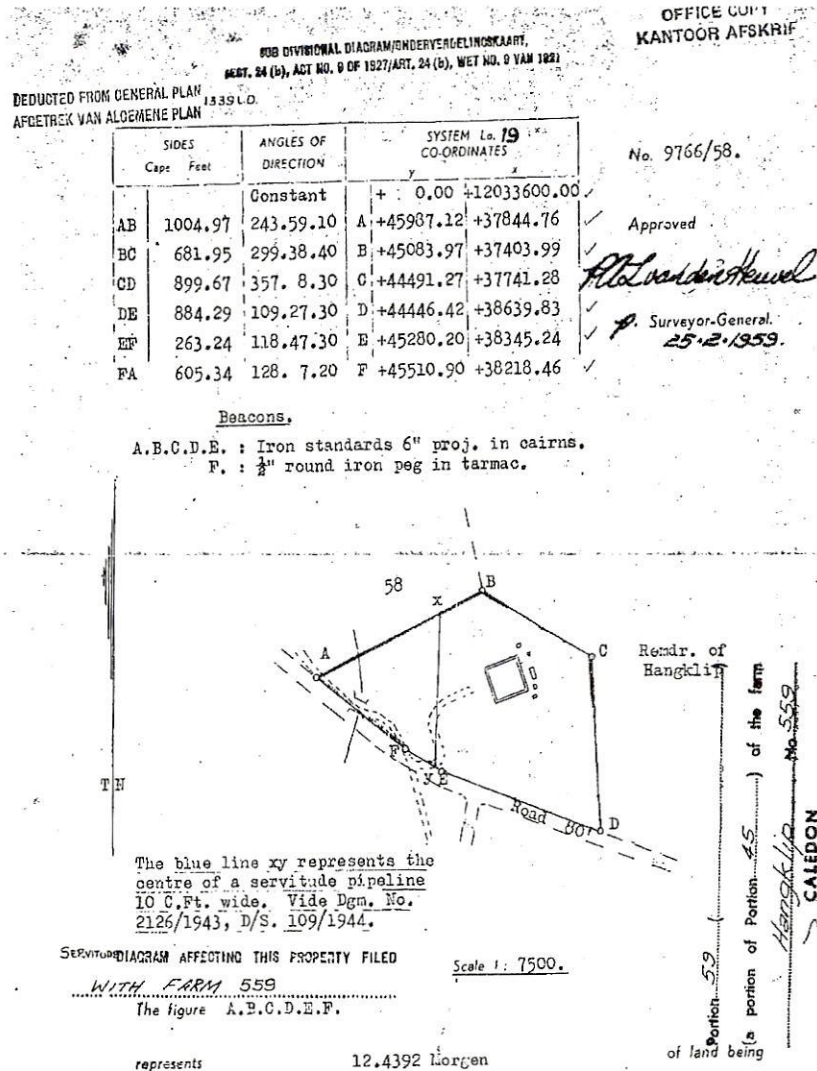 OFFICE COPY
KANTOOR AFSKRIF
SUB DIVISIONAL DIAGRAM/ONDERVERDELINGSKAART,
SECT. 24 (b), ACT NO. 9 OF 1927/ART. 24 (b), WET NO. 9 VAN 1927
DEDUCTED FROM GENERAL PLAN
AFGETREK VAN ALGEMENE PLAN 1339 L.D.
SIDES Cape Feet ANGLES OF DIRECTION SYSTEM Lo. 19 CO-ORDINATES y x
Constant + 0.00 +12033600.00
AB 1004.97 243.59.10 A +45987.12 +37844.76
BC 681.95 299.38.40 B +45083.97 +37403.99
CD 899.67 357. 8.30 C +44491.27 +37741.28
DE 884.29 109.27.30 D +44446.42 +38639.83
EF 263.24 118.47.30 E +45280.20 +38345.24
FA 605.34 128. 7.20 F +45510.90 +38218.46
No. 9766/58.
Approved
p. Surveyor-General.
25.2.1959.
Beacons.
A.B.C.D.E. : Iron standards 6" proj. in cairns.
F. : ½" round iron peg in tarmac.
58
x
B
A
C
Remdr. of
Hangklip
F
y
E
Road 80'
D
T N
The blue line xy represents the
centre of a servitude pipeline
10 C.Ft. wide. Vide Dgm. No.
2126/1943, D/S. 109/1944.
SERVITUDE DIAGRAM AFFECTING THIS PROPERTY FILED
WITH FARM 559
Scale 1: 7500.
The figure A.B.C.D.E.F.
represents 12.4392 Morgen of land being
Portion 59 (
(a portion of Portion 45 ) of the farm
Hangklip No 559
CALEDON